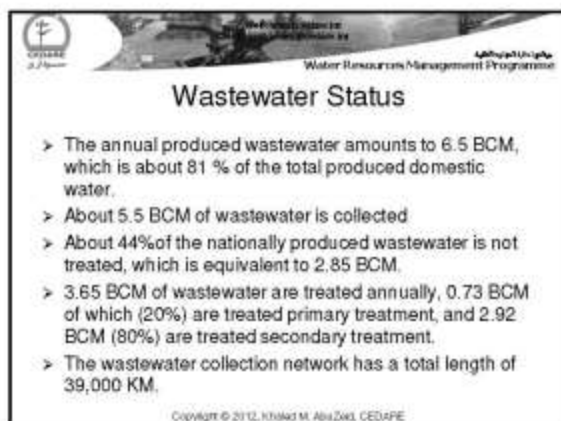 CEDARE
Water Resources Management Programme
Wastewater Status
➤ The annual produced wastewater amounts to 6.5 BCM,
which is about 81 % of the total produced domestic
water.
➤ About 5.5 BCM of wastewater is collected
➤ About 44%of the nationally produced wastewater is not
treated, which is equivalent to 2.85 BCM.
➤ 3.65 BCM of wastewater are treated annually, 0.73 BCM
of which (20%) are treated primary treatment, and 2.92
BCM (80%) are treated secondary treatment.
➤ The wastewater collection network has a total length of
39,000 KM.
Copyright © 2012, Khaled M. AbuZeid, CEDARE